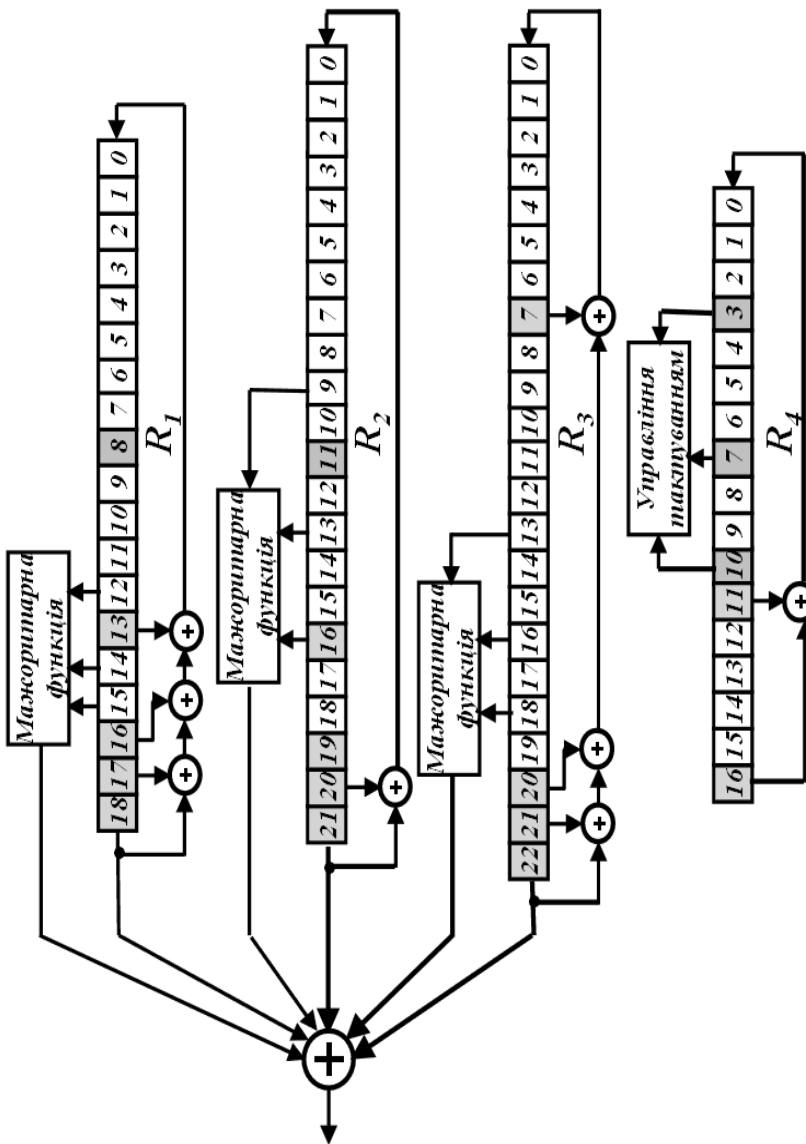 Мажоритарна
функція
18 17 16 15 14 13 12 11 10 9 8 7 6 5 4 3 2 1 0
R1
Мажоритарна
функція
21 20 19 18 17 16 15 14 13 12 11 10 9 8 7 6 5 4 3 2 1 0
R2
Мажоритарна
функція
22 21 20 19 18 17 16 15 14 13 12 11 10 9 8 7 6 5 4 3 2 1 0
R3
Управління
тактуванням
16 15 14 13 12 11 10 9 8 7 6 5 4 3 2 1 0
R4